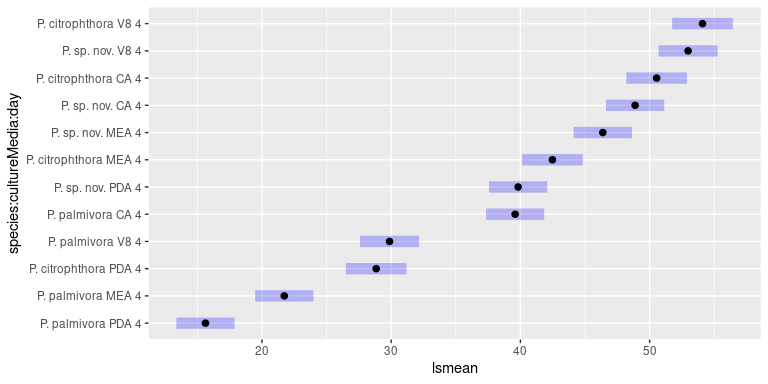 species:cultureMedia:day
P. citrophthora V8 4
P. sp. nov. V8 4
P. citrophthora CA 4
P. sp. nov. CA 4
P. sp. nov. MEA 4
P. citrophthora MEA 4
P. sp. nov. PDA 4
P. palmivora CA 4
P. palmivora V8 4
P. citrophthora PDA 4
P. palmivora MEA 4
P. palmivora PDA 4
20 30 40 50
lsmean